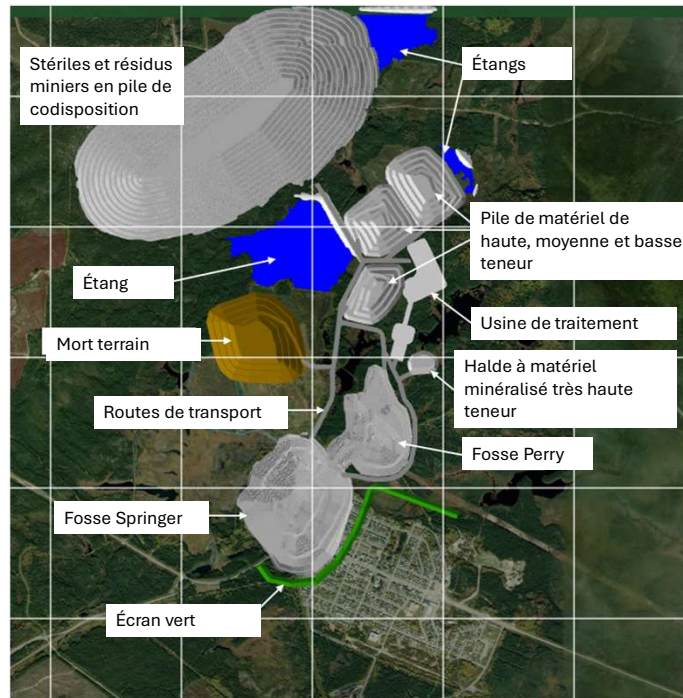 Stériles et résidus
miniers en pile de
codisposition
Étangs
Pile de matériel de
haute, moyenne et basse
teneur
Étang
Usine de traitement
Mort terrain
Halde à matériel
minéralisé très haute
teneur
Routes de transport
Fosse Perry
Fosse Springer
Écran vert